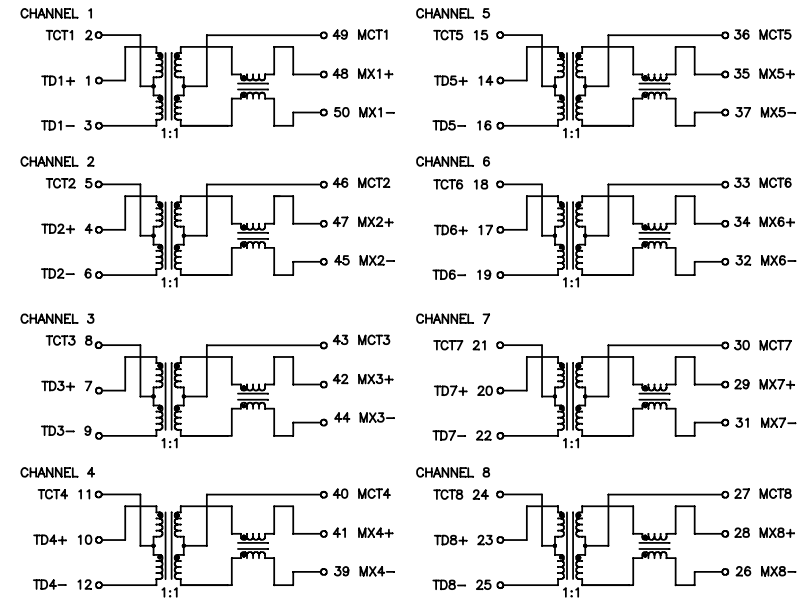 CHANNEL 1
TCT1 2 49 MCT1
TD1+ 1 48 MX1+
50 MX1−
TD1− 3
1:1
CHANNEL 2
TCT2 5 46 MCT2
TD2+ 4 47 MX2+
45 MX2−
TD2− 6
1:1
CHANNEL 3
TCT3 8 43 MCT3
TD3+ 7 42 MX3+
44 MX3−
TD3− 9
1:1
CHANNEL 4
TCT4 11 40 MCT4
TD4+ 10 41 MX4+
39 MX4−
TD4− 12
1:1
CHANNEL 5
TCT5 15 36 MCT5
TD5+ 14 35 MX5+
37 MX5−
TD5− 16
1:1
CHANNEL 6
TCT6 18 33 MCT6
TD6+ 17 34 MX6+
32 MX6−
TD6− 19
1:1
CHANNEL 7
TCT7 21 30 MCT7
TD7+ 20 29 MX7+
31 MX7−
TD7− 22
1:1
CHANNEL 8
TCT8 24 27 MCT8
TD8+ 23 28 MX8+
26 MX8−
TD8− 25
1:1